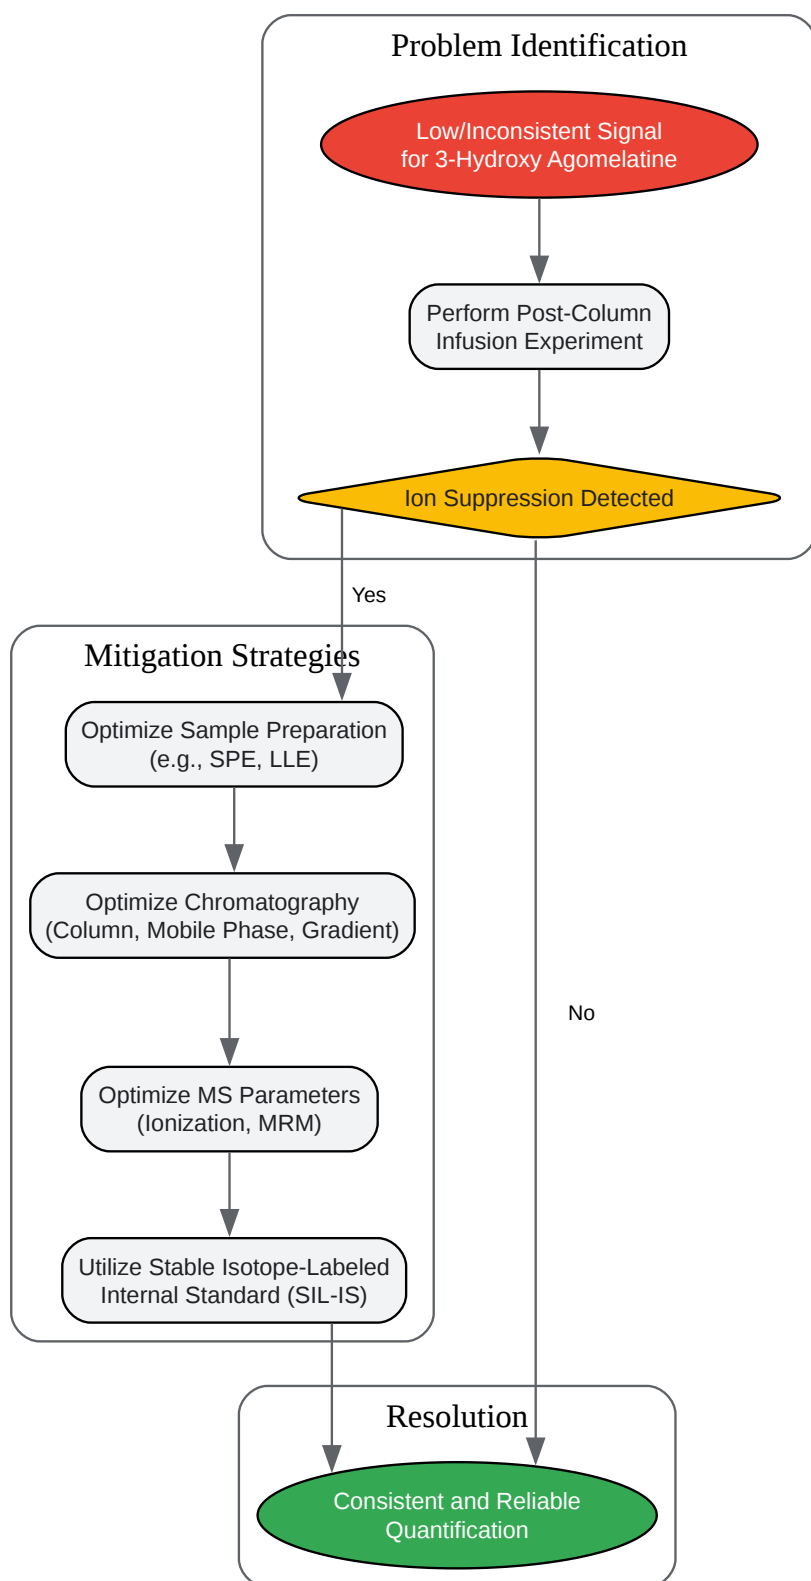 Problem Identification
Low/Inconsistent Signal
for 3-Hydroxy Agomelatine
Perform Post-Column
Infusion Experiment
Ion Suppression Detected
Yes
Mitigation Strategies
Optimize Sample Preparation
(e.g., SPE, LLE)
Optimize Chromatography
(Column, Mobile Phase, Gradient)
No
Optimize MS Parameters
(Ionization, MRM)
Utilize Stable Isotope-Labeled
Internal Standard (SIL-IS)
Resolution
Consistent and Reliable
Quantification